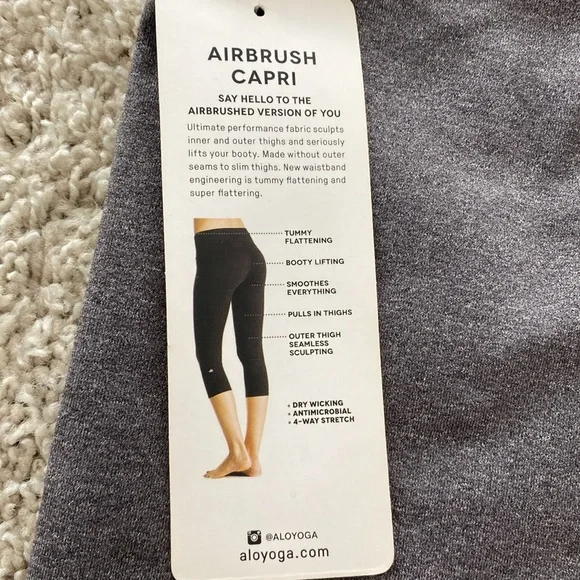 AIRBRUSH
CAPRI
SAY HELLO TO THE
AIRBRUSHED VERSION OF YOU
Ultimate performance fabric sculpts
inner and outer thighs and seriously
lifts your booty. Made without outer
seams to slim thighs. New waistband
engineering is tummy flattening and
super flattering.
TUMMY
FLATTENING
BOOTY LIFTING
SMOOTHES
EVERYTHING
PULLS IN THIGHS
OUTER THIGH
SEAMLESS
SCULPTING
• DRY WICKING
• ANTIMICROBIAL
• 4-WAY STRETCH
@ALOYOGA
aloyoga.com